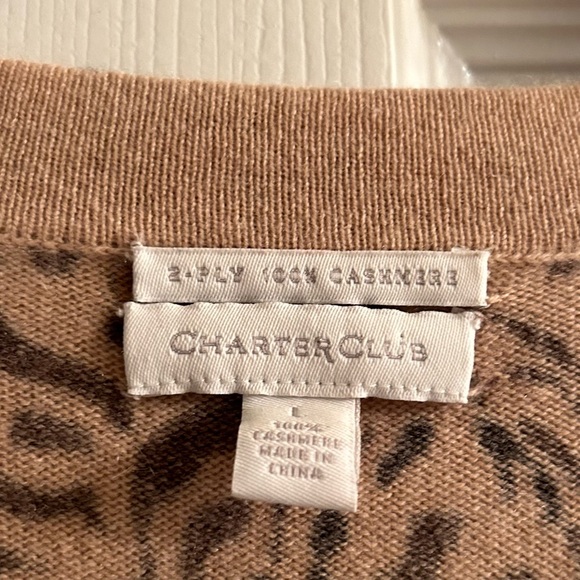 2-PLY 100% CASHMERE
CHARTER CLUB
L
100%
CASHMERE
MADE IN
CHINA